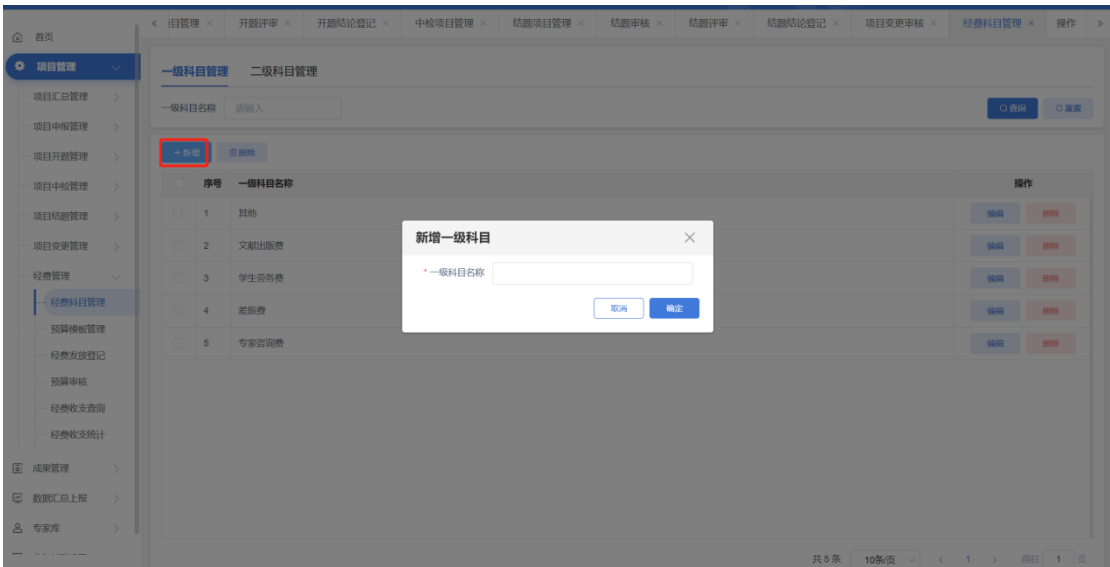 首页
项目管理
项目汇总管理
项目申报管理
项目开题管理
项目中检管理
项目结题管理
项目变更管理
经费管理
经费科目管理
预算模板管理
经费发放登记
预算审核
经费收支查询
经费收支统计
成果管理
数据汇总上报
专家库
目管理 × 开题评审 × 开题结论登记 × 中检项目管理 × 结题项目管理 × 结题审核 × 结题评审 × 结题结论登记 × 项目变更审核 × 经费科目管理 × 操作
一级科目管理 二级科目管理
一级科目名称 请输入 查询 重置
+ 新增 删除
序号 一级科目名称 操作
1 其他 编辑 删除
2 文献出版费 编辑 删除
3 学生劳务费 编辑 删除
4 差旅费 编辑 删除
5 专家咨询费 编辑 删除
新增一级科目
* 一级科目名称
取消 确定
共 5 条 10条/页 1 前往 1 页